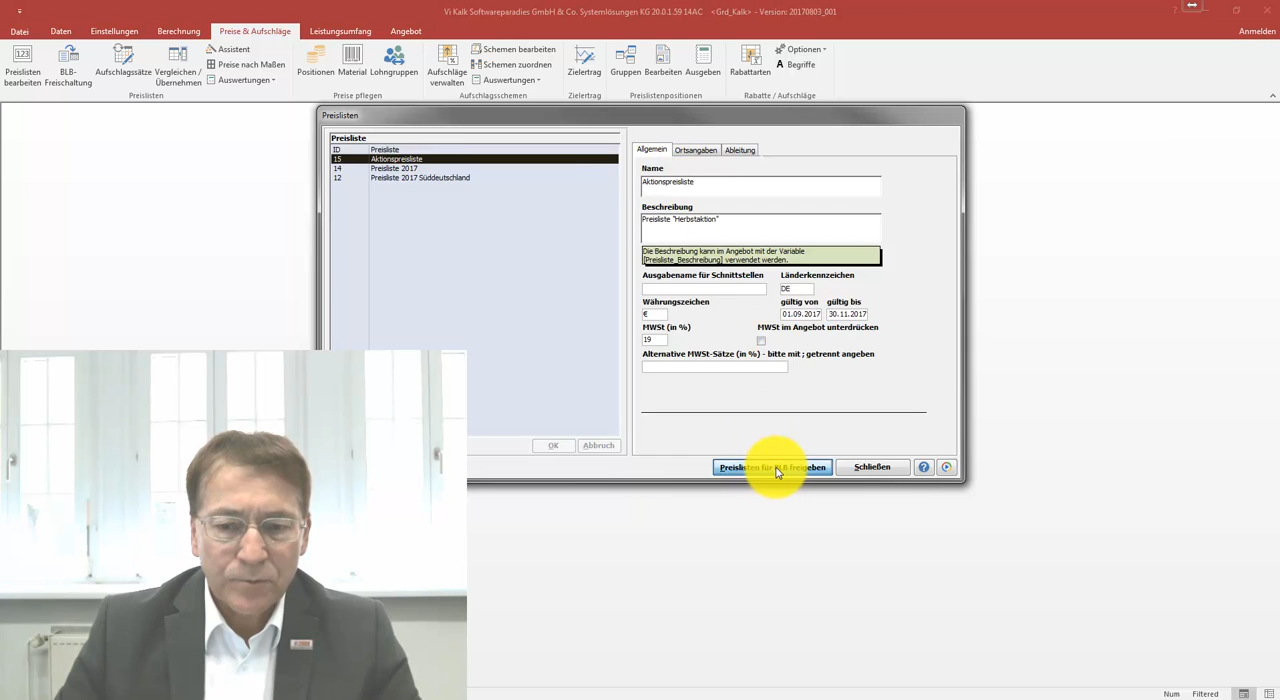 Vi Kalk Softwareparadies GmbH & Co. Systemlösungen KG 20.0.1.59 14AC <Grd_Kalk> - Version: 20170803_001
Datei Daten Einstellungen Berechnung Preise & Aufschläge Leistungsumfang Angebot Anmelden
Preislisten bearbeiten
BLB-Freischaltung
Aufschlagsätze
Vergleichen / Übernehmen
Assistent
Preise nach Maßen
Auswertungen
Preislisten
Positionen
Material
Lohngruppen
Preise pflegen
Aufschläge verwalten
Schemen bearbeiten
Schemen zuordnen
Auswertungen
Aufschlagsschemen
Zielertrag
Zielertrag
Gruppen
Bearbeiten
Ausgeben
Preislistenpositionen
Rabattarten
Optionen
Begriffe
Rabatte / Aufschläge
Preislisten
Preisliste
ID Preisliste
15 Aktionspreisliste
14 Preisliste 2017
12 Preisliste 2017 Süddeutschland
OK Abbruch
Allgemein Ortsangaben Ableitung
Name
Aktionspreisliste
Beschreibung
Preisliste "Herbstaktion"
Die Beschreibung kann im Angebot mit der Variable
[Preisliste_Beschreibung] verwendet werden.
Ausgabename für Schnittstellen Länderkennzeichen
DE
Währungszeichen gültig von gültig bis
€ 01.09.2017 30.11.2017
MWSt (in %) MWSt im Angebot unterdrücken
19
Alternative MWSt-Sätze (in %) - bitte mit ; getrennt angeben
Preislisten für BLB freigeben Schließen
Num Filtered